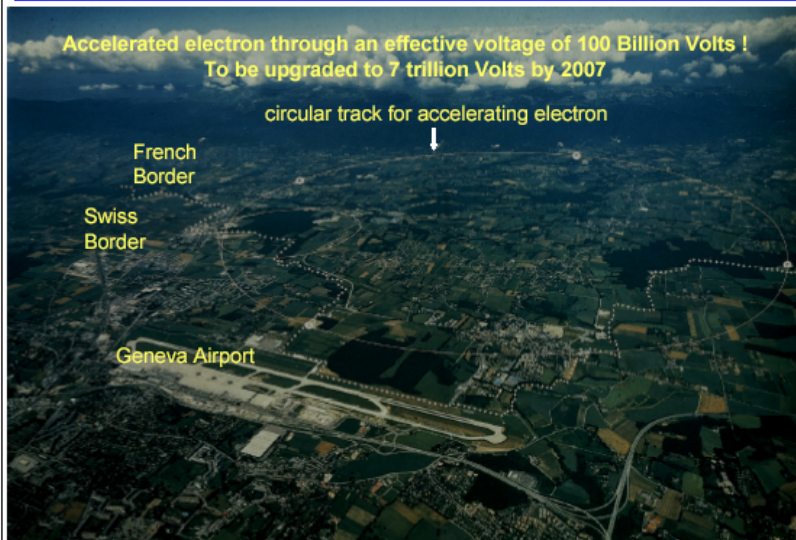 Accelerated electron through an effective voltage of 100 Billion Volts !
To be upgraded to 7 trillion Volts by 2007
circular track for accelerating electron
French
Border
Swiss
Border
Geneva Airport